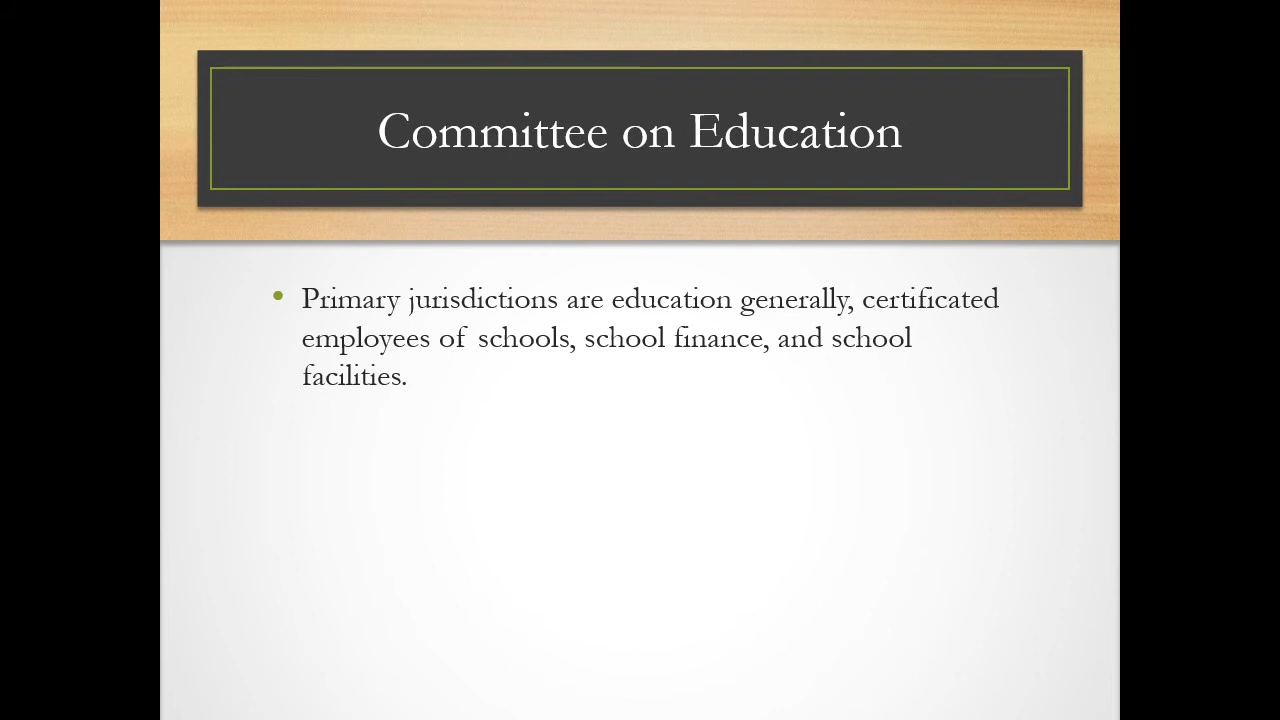 Committee on Education
• Primary jurisdictions are education generally, certificated
employees of schools, school finance, and school
facilities.